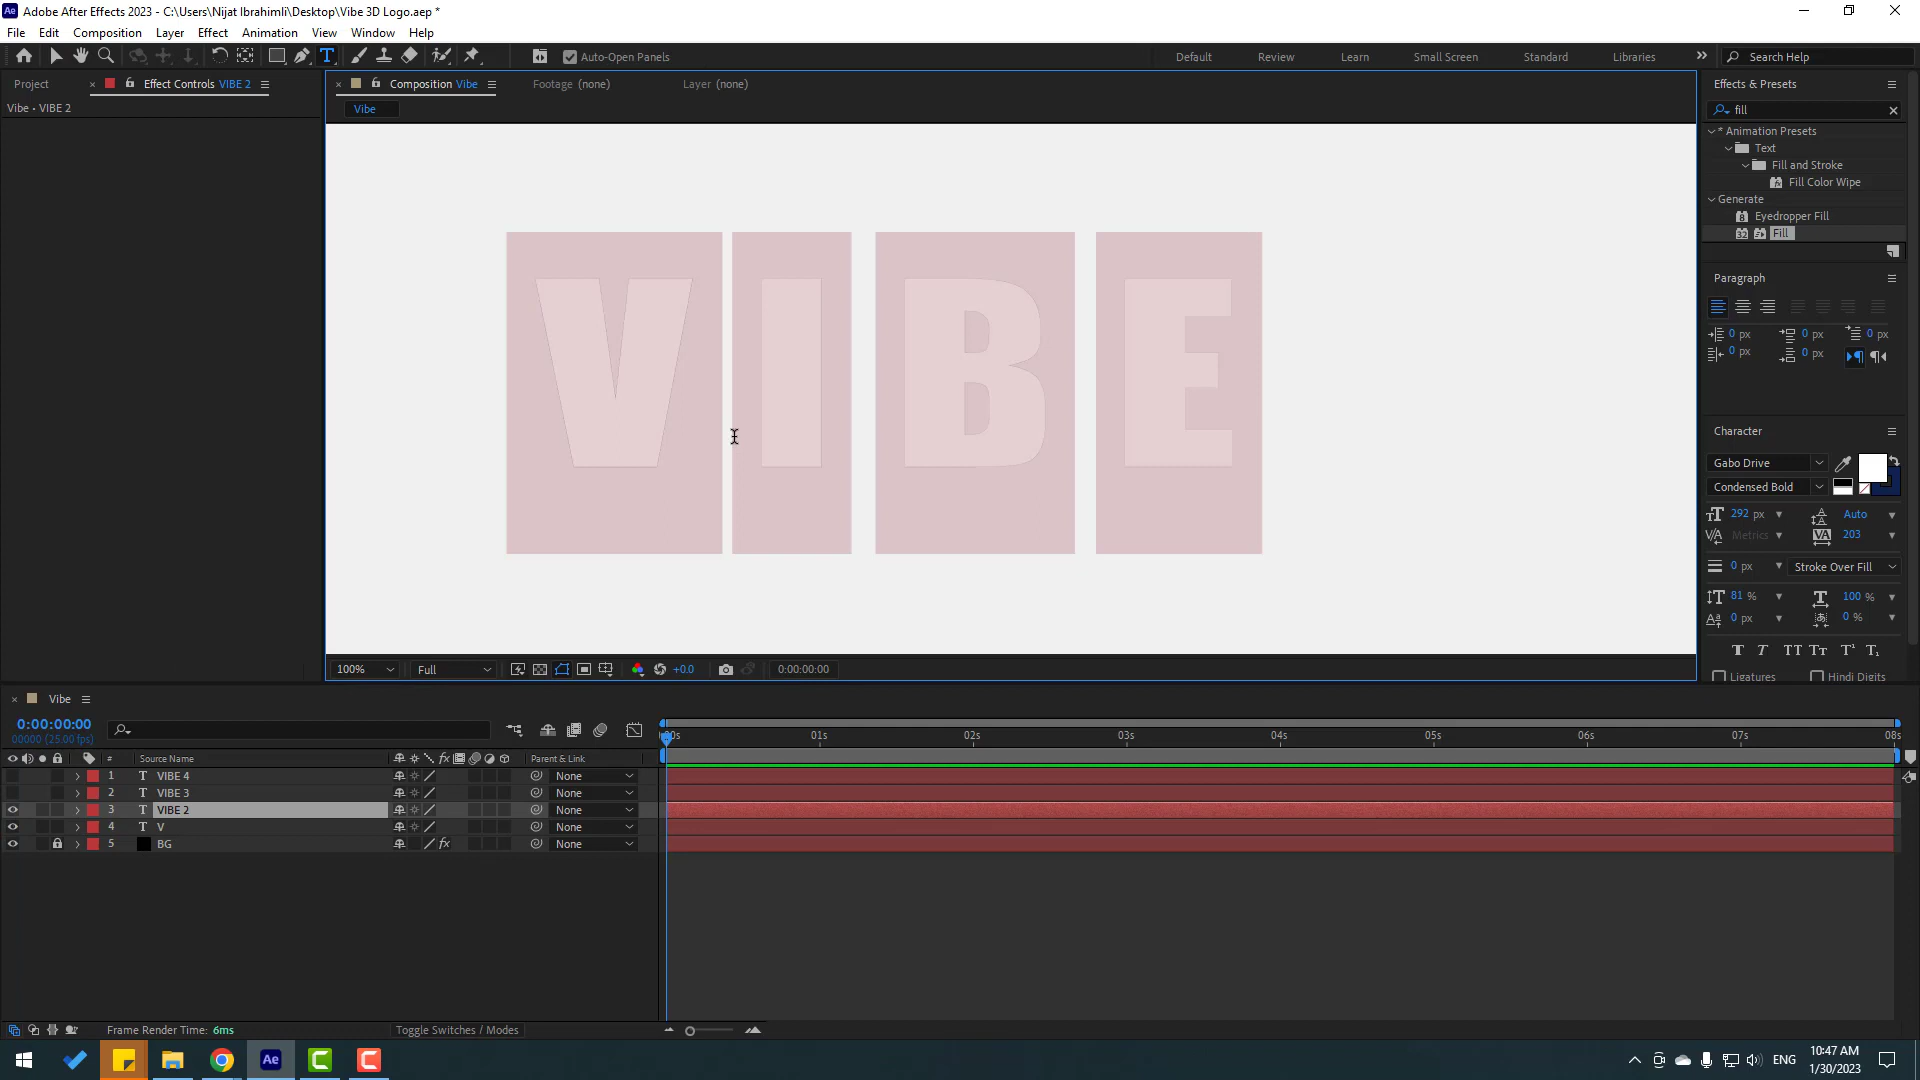 Adobe After Effects 2023 - C:\Users\Nijat Ibrahimli\Desktop\Vibe 3D Logo.aep *
File Edit Composition Layer Effect Animation View Window Help
Auto-Open Panels
Default Review Learn Small Screen Standard Libraries
Search Help
Project
Effect Controls VIBE 2
Vibe • VIBE 2
Composition Vibe
Footage (none)
Layer (none)
Vibe
VIBE
100%
Full
+0.0
0:00:00:00
Effects & Presets
fill
* Animation Presets
Text
Fill and Stroke
Fill Color Wipe
Generate
Eyedropper Fill
Fill
Paragraph
0 px 0 px 0 px
0 px 0 px
Character
Gabo Drive
Condensed Bold
292 px Auto
Metrics 203
0 px Stroke Over Fill
81 % 100 %
0 px 0 %
Ligatures Hindi Digits
Vibe
0:00:00:00
00000 (25.00 fps)
01s 02s 03s 04s 05s 06s 07s 08s
# Source Name fx Parent & Link
1 T VIBE 4 None
2 T VIBE 3 None
3 T VIBE 2 None
4 T V None
5 BG fx None
Frame Render Time: 6ms
Toggle Switches / Modes
Ae
ENG
10:47 AM
1/30/2023